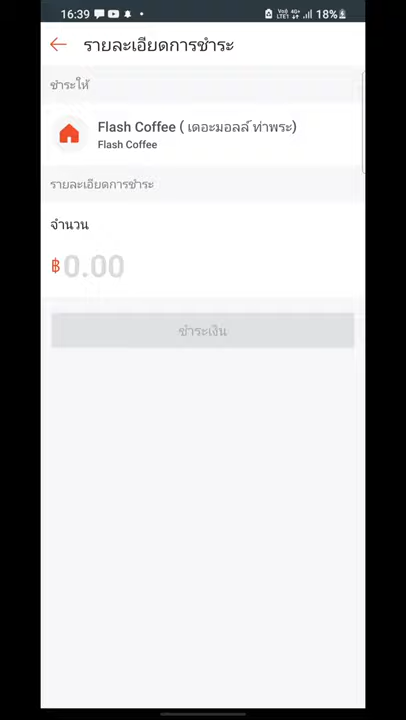 16:39
Vo)) 4G+ LTE1 18%
รายละเอียดการชำระ
ชำระให้
Flash Coffee ( เดอะมอลล์ ท่าพระ)
Flash Coffee
รายละเอียดการชำระ
จำนวน
฿0.00
ชำระเงิน